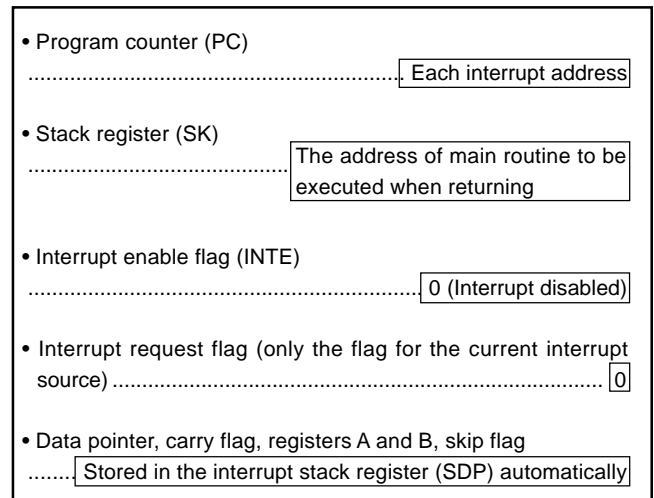 • Program counter (PC)
............................................................... Each interrupt address
• Stack register (SK)
............................................ The address of main routine to be
executed when returning
• Interrupt enable flag (INTE)
.................................................................. 0 (Interrupt disabled)
• Interrupt request flag (only the flag for the current interrupt
source) .................................................................................. 0
• Data pointer, carry flag, registers A and B, skip flag
........ Stored in the interrupt stack register (SDP) automatically